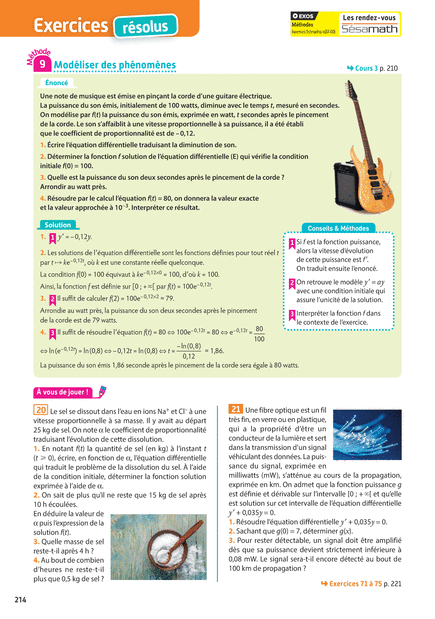 Exercices résolus
EXOS
Méthodes
Les rendez-vous
Sésamath
Méthode
9 Modéliser des phénomènes
Cours 3 p. 210
Énoncé
Une note de musique est émise en pinçant la corde d'une guitare électrique.
La puissance du son émis, initialement de 100 watts, diminue avec le temps t, mesuré en secondes.
On modélise par f(t) la puissance du son émis, exprimée en watt, t secondes après le pincement
de la corde. Le son s'affaiblit à une vitesse proportionnelle à sa puissance, il a été établi
que le coefficient de proportionnalité est de – 0,12.
1. Écrire l'équation différentielle traduisant la diminution de son.
2. Déterminer la fonction f solution de l'équation différentielle (E) qui vérifie la condition
initiale f(0) = 100.
3. Quelle est la puissance du son deux secondes après le pincement de la corde ?
Arrondir au watt près.
4. Résoudre par le calcul l'équation f(t) = 80, on donnera la valeur exacte
et la valeur approchée à 10⁻³. Interpréter ce résultat.
Solution
1. 1 y' = – 0,12y.
2. Les solutions de l'équation différentielle sont les fonctions définies pour tout réel t
par t ↦ ke⁻⁰·¹²ᵗ, où k est une constante réelle quelconque.
La condition f(0) = 100 équivaut à ke⁻⁰·¹²ˣ⁰ = 100, d'où k = 100.
Ainsi, la fonction f est définie sur [0 ; +∞[ par f(t) = 100e⁻⁰·¹²ᵗ.
3. 2 Il suffit de calculer f(2) = 100e⁻⁰·¹²ˣ² ≈ 79.
Arrondie au watt près, la puissance du son deux secondes après le pincement
de la corde est de 79 watts.
4. 3 Il suffit de résoudre l'équation f(t) = 80 ⇔ 100e⁻⁰·¹²ᵗ = 80 ⇔ e⁻⁰·¹²ᵗ = 80/100
⇔ ln(e⁻⁰·¹²ᵗ) = ln(0,8) ⇔ – 0,12t = ln(0,8) ⇔ t = –ln(0,8)/0,12 ≈ 1,86.
La puissance du son émis 1,86 seconde après le pincement de la corde sera égale à 80 watts.
Conseils & Méthodes
1 Si f est la fonction puissance,
alors la vitesse d'évolution
de cette puissance est f'.
On traduit ensuite l'énoncé.
2 On retrouve le modèle y' = ay
avec une condition initiale qui
assure l'unicité de la solution.
3 Interpréter la fonction f dans
le contexte de l'exercice.
À vous de jouer !
20 Le sel se dissout dans l'eau en ions Na⁺ et Cl⁻ à une
vitesse proportionnelle à sa masse. Il y avait au départ
25 kg de sel. On note α le coefficient de proportionnalité
traduisant l'évolution de cette dissolution.
1. En notant f(t) la quantité de sel (en kg) à l'instant t
(t ⩾ 0), écrire, en fonction de α, l'équation différentielle
qui traduit le problème de la dissolution du sel. À l'aide
de la condition initiale, déterminer la fonction solution
exprimée à l'aide de α.
2. On sait de plus qu'il ne reste que 15 kg de sel après
10 h écoulées.
En déduire la valeur de
α puis l'expression de la
solution f(t).
3. Quelle masse de sel
reste-t-il après 4 h ?
4. Au bout de combien
d'heures ne reste-t-il
plus que 0,5 kg de sel ?
21 Une fibre optique est un fil
très fin, en verre ou en plastique,
qui a la propriété d'être un
conducteur de la lumière et sert
dans la transmission d'un signal
véhiculant des données. La puis-
sance du signal, exprimée en
milliwatts (mW), s'atténue au cours de la propagation,
exprimée en km. On admet que la fonction puissance
g est définie et dérivable sur l'intervalle [0 ; +∞[ et qu'elle
est solution sur cet intervalle de l'équation différentielle
y' + 0,035y = 0.
1. Résoudre l'équation différentielle y' + 0,035y = 0.
2. Sachant que g(0) = 7, déterminer g(x).
3. Pour rester détectable, un signal doit être amplifié
dès que sa puissance devient strictement inférieure à
0,08 mW. Le signal sera-t-il encore détecté au bout de
100 km de propagation ?
Exercices 71 à 75 p. 221
214